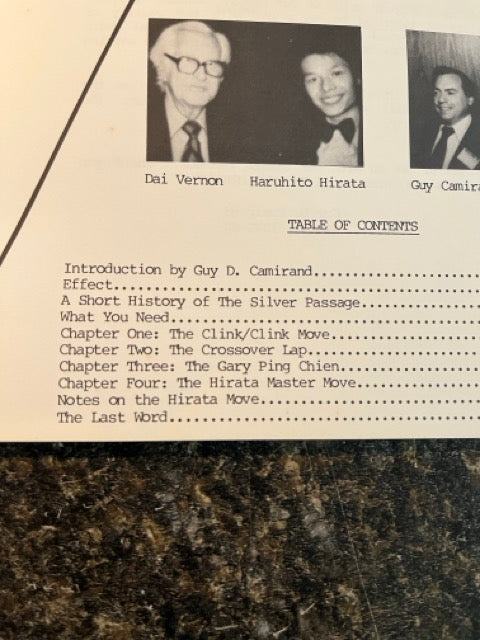 Dai Vernon Haruhito Hirata Guy Camira
TABLE OF CONTENTS
Introduction by Guy D. Camirand....................
Effect.............................................
A Short History of The Silver Passage..............
What You Need......................................
Chapter One: The Clink/Clink Move..................
Chapter Two: The Crossover Lap.....................
Chapter Three: The Gary Ping Chien.................
Chapter Four: The Hirata Master Move...............
Notes on the Hirata Move...........................
The Last Word......................................